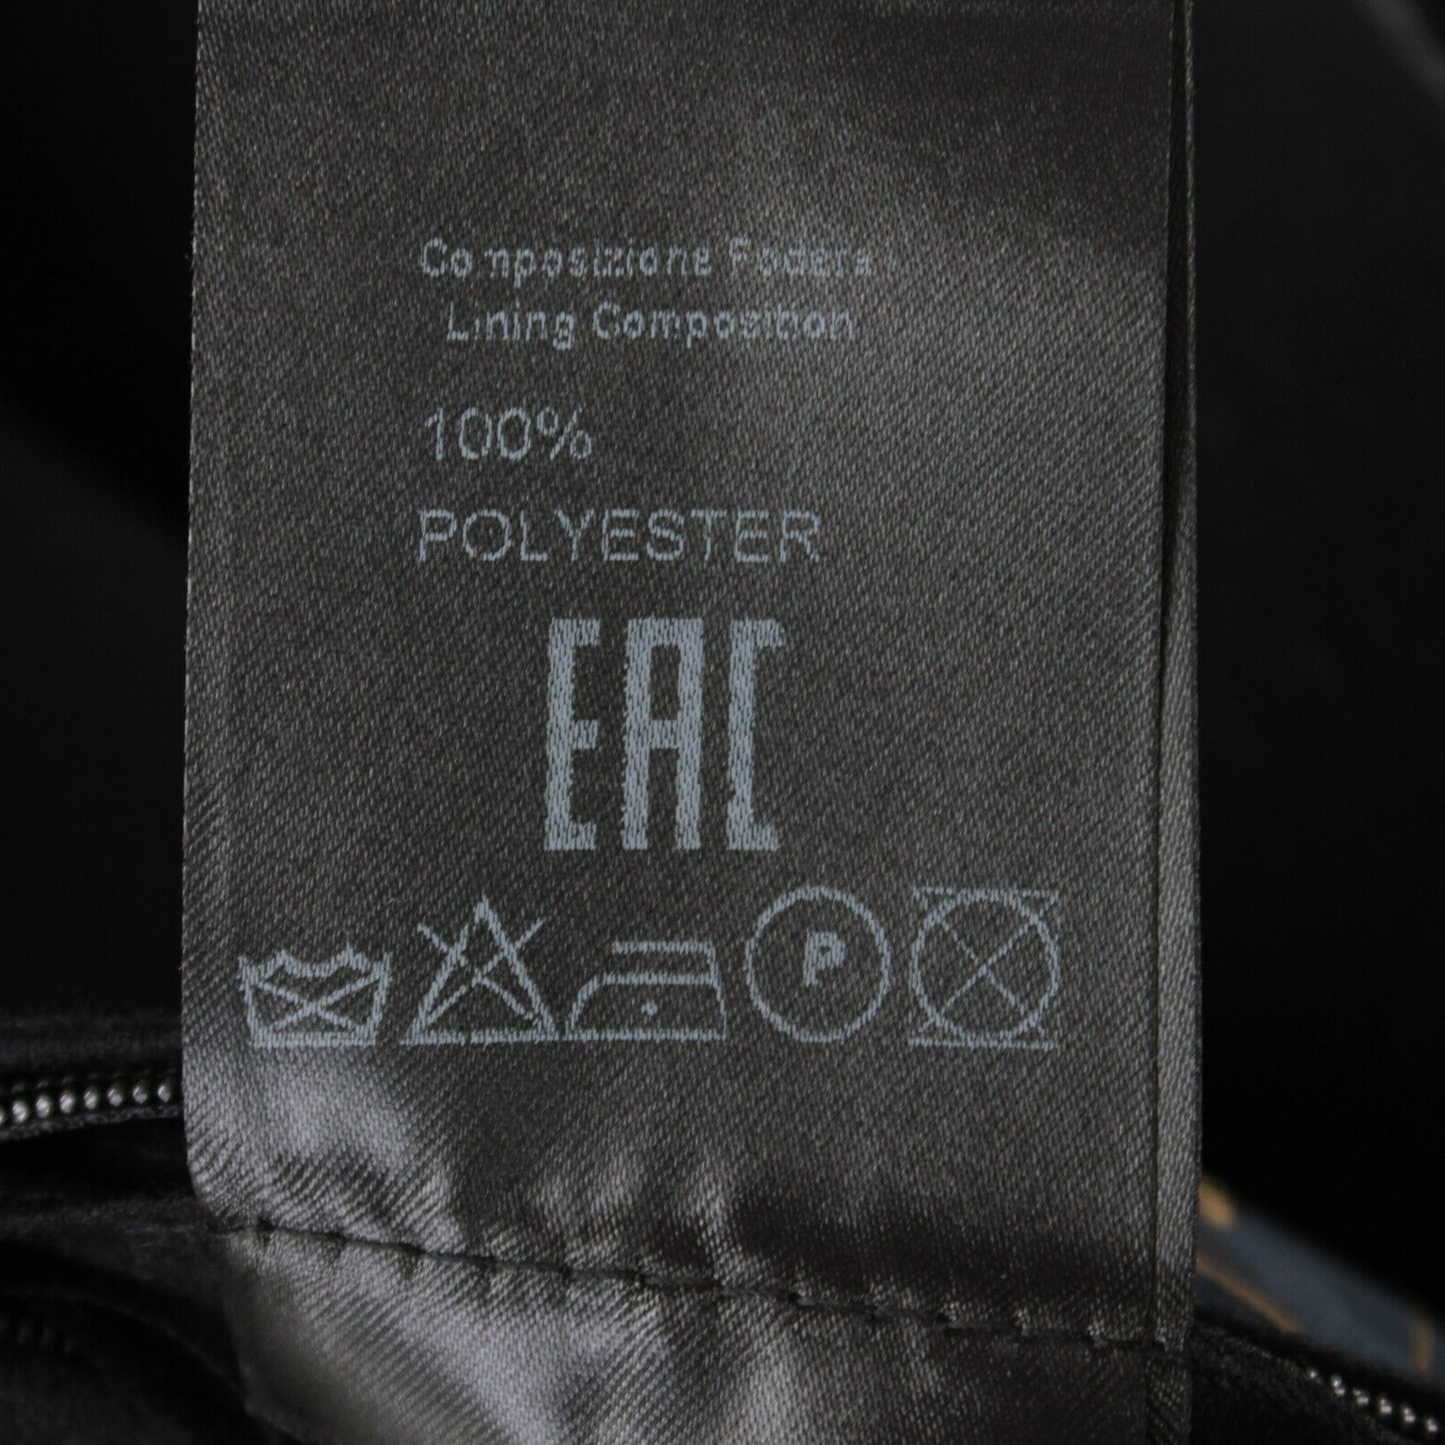 Composizione Fodera
Lining Composition
100%
POLYESTER
EAC
P